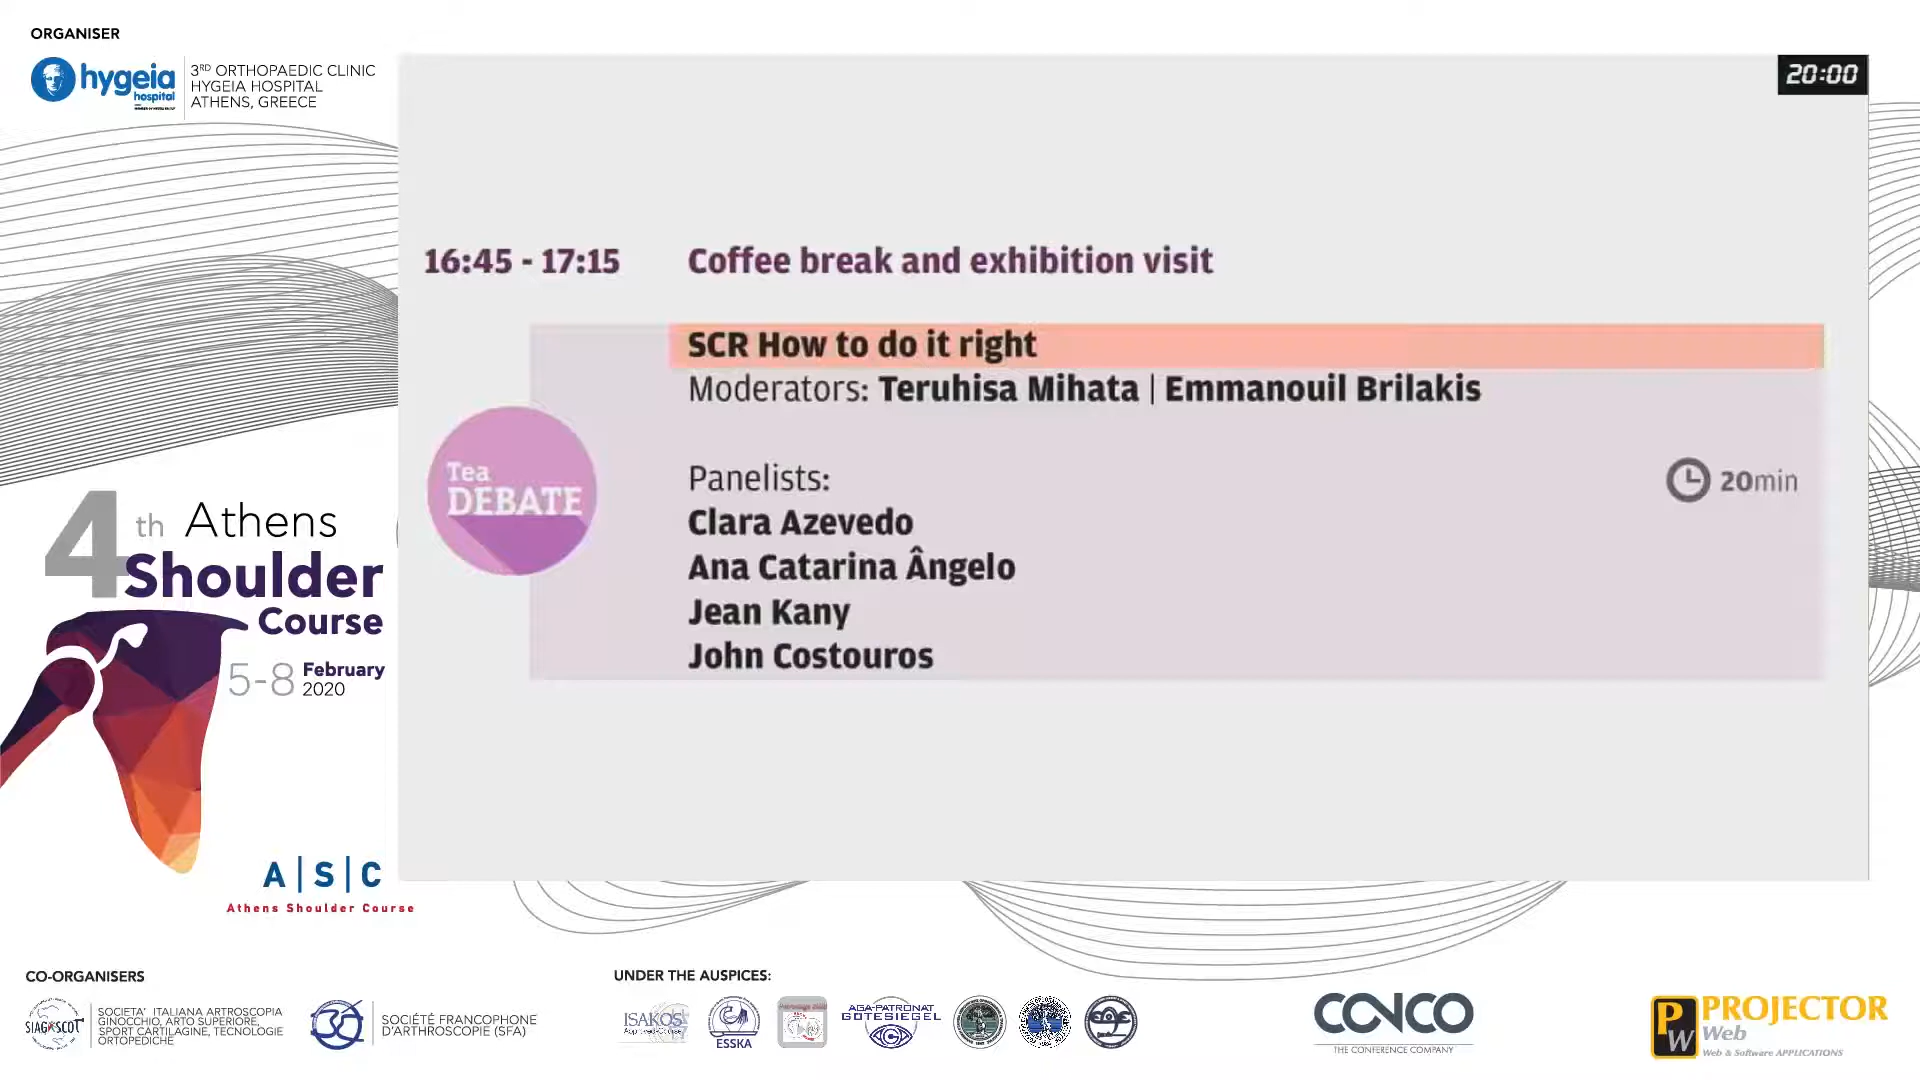 ORGANISER
hygeia
hospital
3RD ORTHOPAEDIC CLINIC
HYGEIA HOSPITAL
ATHENS, GREECE
20:00
16:45 - 17:15
Coffee break and exhibition visit
SCR How to do it right
Moderators: Teruhisa Mihata | Emmanouil Brilakis
Tea
DEBATE
Panelists:
20min
Clara Azevedo
Ana Catarina Ângelo
Jean Kany
John Costouros
4th Athens
Shoulder
Course
5-8 February
2020
A|S|C
Athens Shoulder Course
CO-ORGANISERS
SIAGASCOT
SOCIETA' ITALIANA ARTROSCOPIA
GINOCCHIO, ARTO SUPERIORE,
SPORT CARTILAGINE, TECNOLOGIE
ORTOPEDICHE
SOCIÉTÉ FRANCOPHONE
D'ARTHROSCOPIE (SFA)
UNDER THE AUSPICES:
ISAKOS
ESSKA
AGA-PATRONAT
GÜTESIEGEL
CONCO
THE CONFERENCE COMPANY
PW
PROJECTOR
Web
Web & Software APPLICATIONS